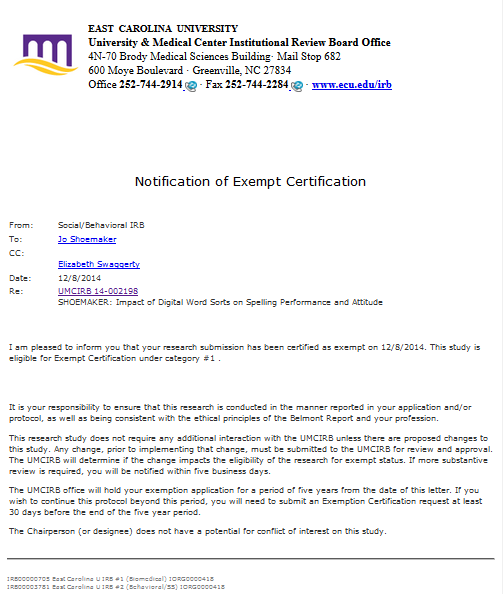 EAST CAROLINA UNIVERSITY
University & Medical Center Institutional Review Board Office
4N-70 Brody Medical Sciences Building· Mail Stop 682
600 Moye Boulevard · Greenville, NC 27834
Office 252-744-2914 · Fax 252-744-2284 · www.ecu.edu/irb
Notification of Exempt Certification
From: Social/Behavioral IRB
To: Jo Shoemaker
CC:
Elizabeth Swaggerty
Date: 12/8/2014
Re: UMCIRB 14-002198
SHOEMAKER: Impact of Digital Word Sorts on Spelling Performance and Attitude
I am pleased to inform you that your research submission has been certified as exempt on 12/8/2014. This study is
eligible for Exempt Certification under category #1 .
It is your responsibility to ensure that this research is conducted in the manner reported in your application and/or
protocol, as well as being consistent with the ethical principles of the Belmont Report and your profession.
This research study does not require any additional interaction with the UMCIRB unless there are proposed changes to
this study. Any change, prior to implementing that change, must be submitted to the UMCIRB for review and approval.
The UMCIRB will determine if the change impacts the eligibility of the research for exempt status. If more substantive
review is required, you will be notified within five business days.
The UMCIRB office will hold your exemption application for a period of five years from the date of this letter. If you
wish to continue this protocol beyond this period, you will need to submit an Exemption Certification request at least
30 days before the end of the five year period.
The Chairperson (or designee) does not have a potential for conflict of interest on this study.
IRB00000705 East Carolina U IRB #1 (Biomedical) IORG0000418
IRB00003781 East Carolina U IRB #2 (Behavioral/SS) IORG0000418